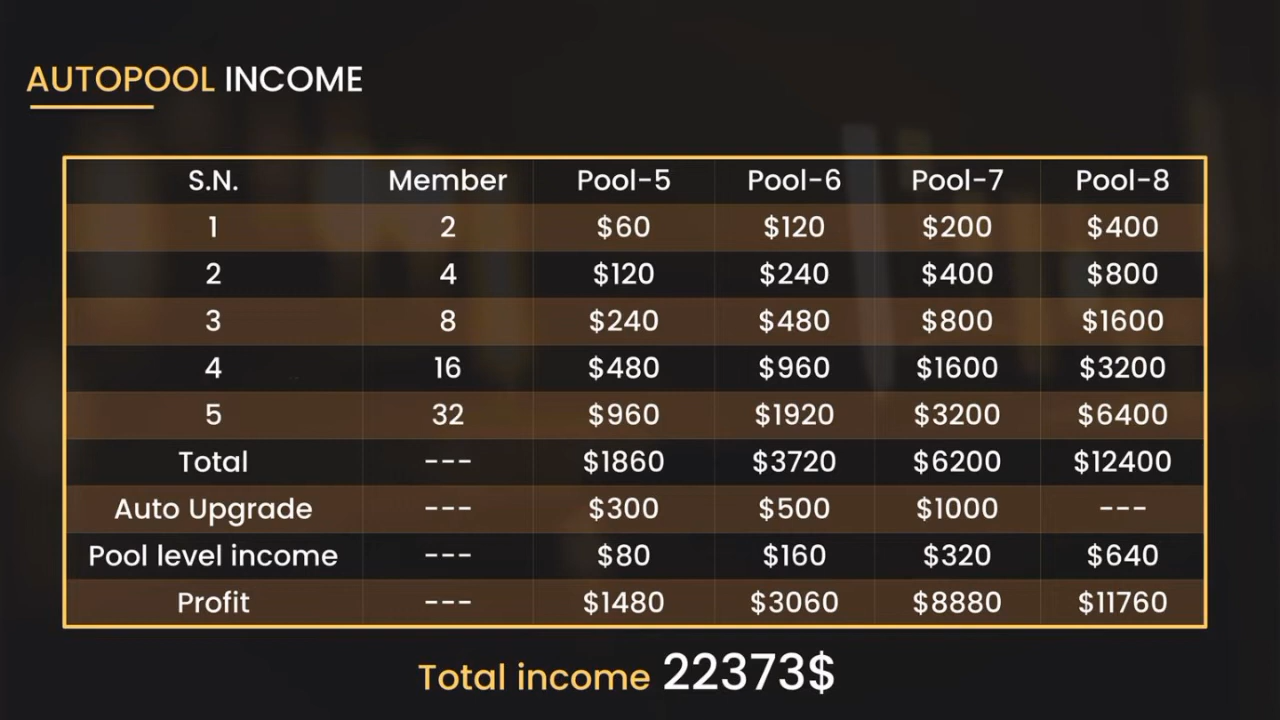 AUTOPOOL INCOME
S.N. Member Pool-5 Pool-6 Pool-7 Pool-8
1 2 $60 $120 $200 $400
2 4 $120 $240 $400 $800
3 8 $240 $480 $800 $1600
4 16 $480 $960 $1600 $3200
5 32 $960 $1920 $3200 $6400
Total --- $1860 $3720 $6200 $12400
Auto Upgrade --- $300 $500 $1000 ---
Pool level income --- $80 $160 $320 $640
Profit --- $1480 $3060 $8880 $11760
Total income 22373$